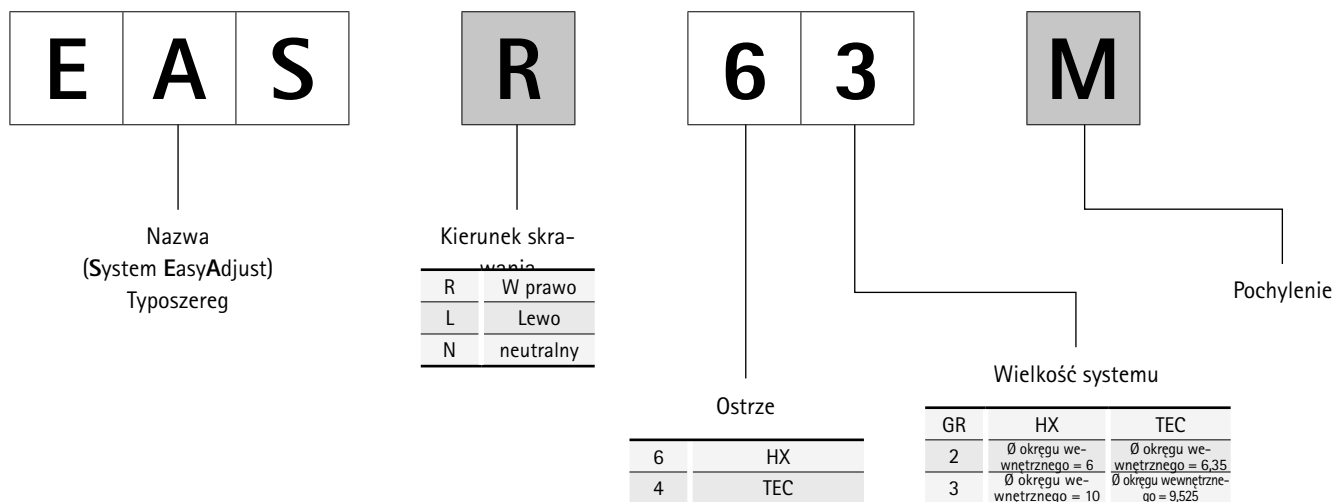 E A S R 6 3 M
Nazwa
(System EasyAdjust)
Typoszereg
Kierunek skra-
wania
R W prawo
L Lewo
N neutralny
Ostrze
6 HX
4 TEC
Wielkość systemu
GR HX TEC
2 Ø okręgu we-
wnętrznego = 6 Ø okręgu we-
wnętrznego = 6,35
3 Ø okręgu we-
wnętrznego = 10 Ø okręgu wewnętrzne-
go = 9,525
Pochylenie